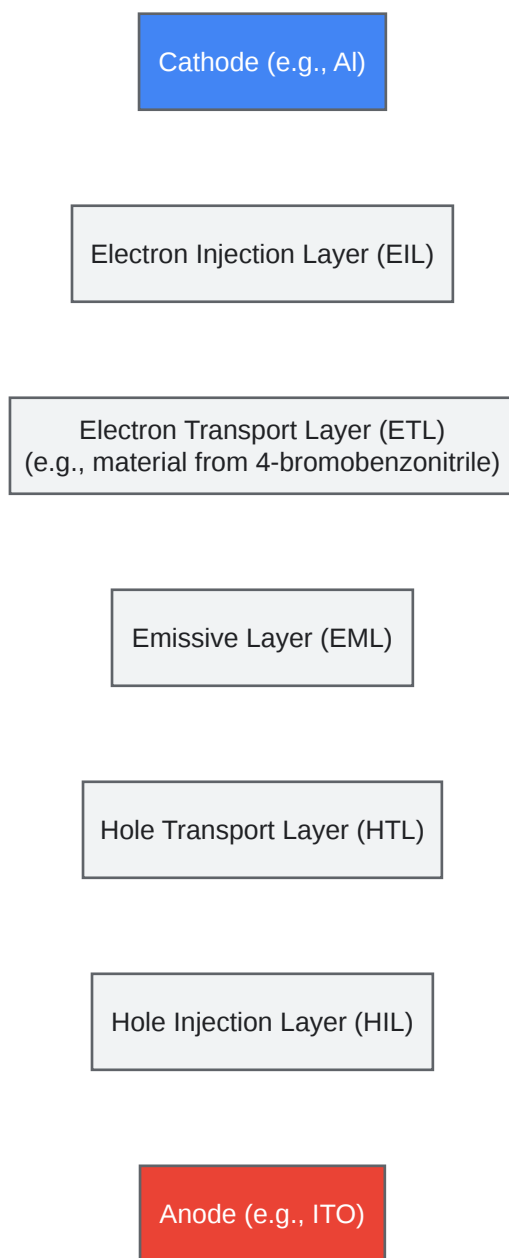 Cathode (e.g., Al)
Electron Injection Layer (EIL)
Electron Transport Layer (ETL)
(e.g., material from 4-bromobenzonitrile)
Emissive Layer (EML)
Hole Transport Layer (HTL)
Hole Injection Layer (HIL)
Anode (e.g., ITO)